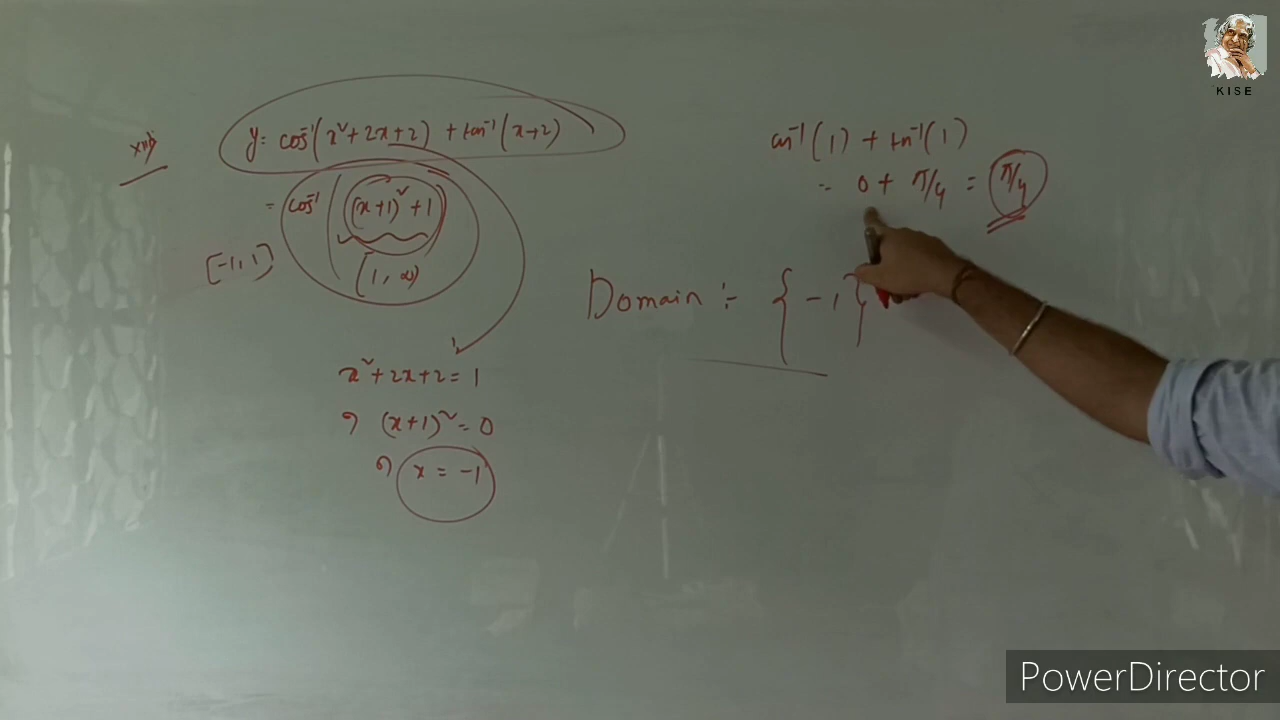 xiii)
y = cos⁻¹(x²+2x+2) + tan⁻¹(x+2)
= cos⁻¹ ((x+1)²+1)
[-1, 1]
[1, ∞)
x²+2x+2 = 1
(x+1)² = 0
x = -1
cos⁻¹(1) + tan⁻¹(1)
= 0 + π/4 = π/4
Domain :- {-1}
KISE
PowerDirector